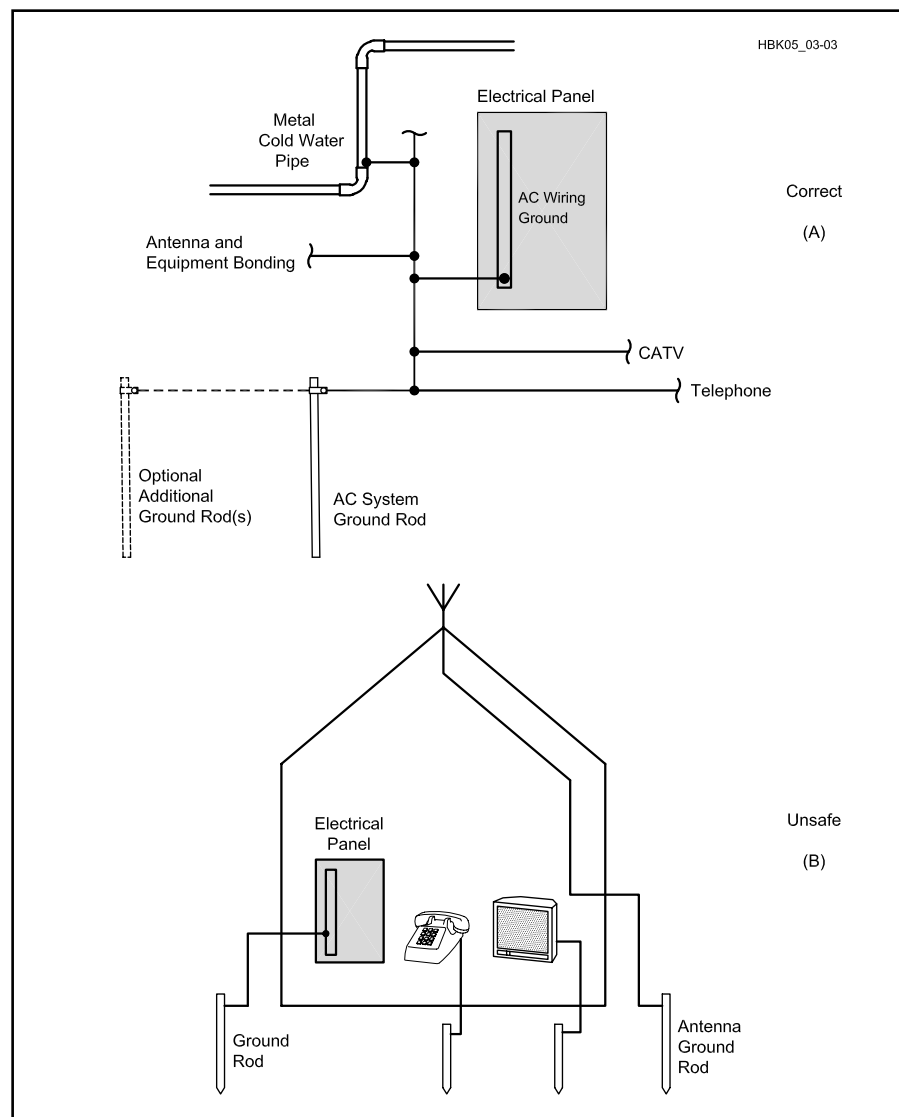 HBK05_03-03
Electrical Panel
Metal
Cold Water
Pipe
AC Wiring
Ground
Correct
(A)
Antenna and
Equipment Bonding
CATV
Telephone
Optional
Additional
Ground Rod(s)
AC System
Ground Rod
Unsafe
(B)
Electrical
Panel
Ground
Rod
Antenna
Ground
Rod